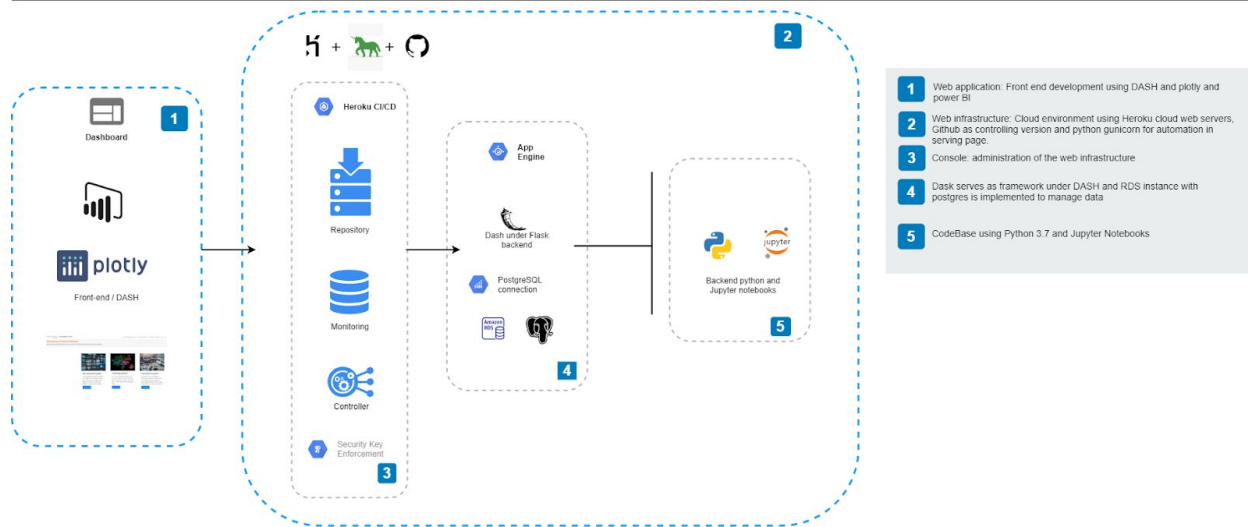 1
Dashboard
plotly
Front-end / DASH
2
+
+
Heroku CI/CD
Repository
Monitoring
Controller
Security Key
Enforcement
3
App
Engine
Dash under Flask
backend
PostgreSQL
connection
Amazon
RDS
4
jupyter
Backend python and
Jupyter notebooks
5
1 Web application: Front end development using DASH and plotly and
power BI
2 Web infrastructure: Cloud environment using Heroku cloud web servers,
Github as controlling version and python gunicorn for automation in
serving page.
3 Console: administration of the web infrastructure
4 Dask serves as framework under DASH and RDS instance with
postgres is implemented to manage data
5 CodeBase using Python 3.7 and Jupyter Notebooks